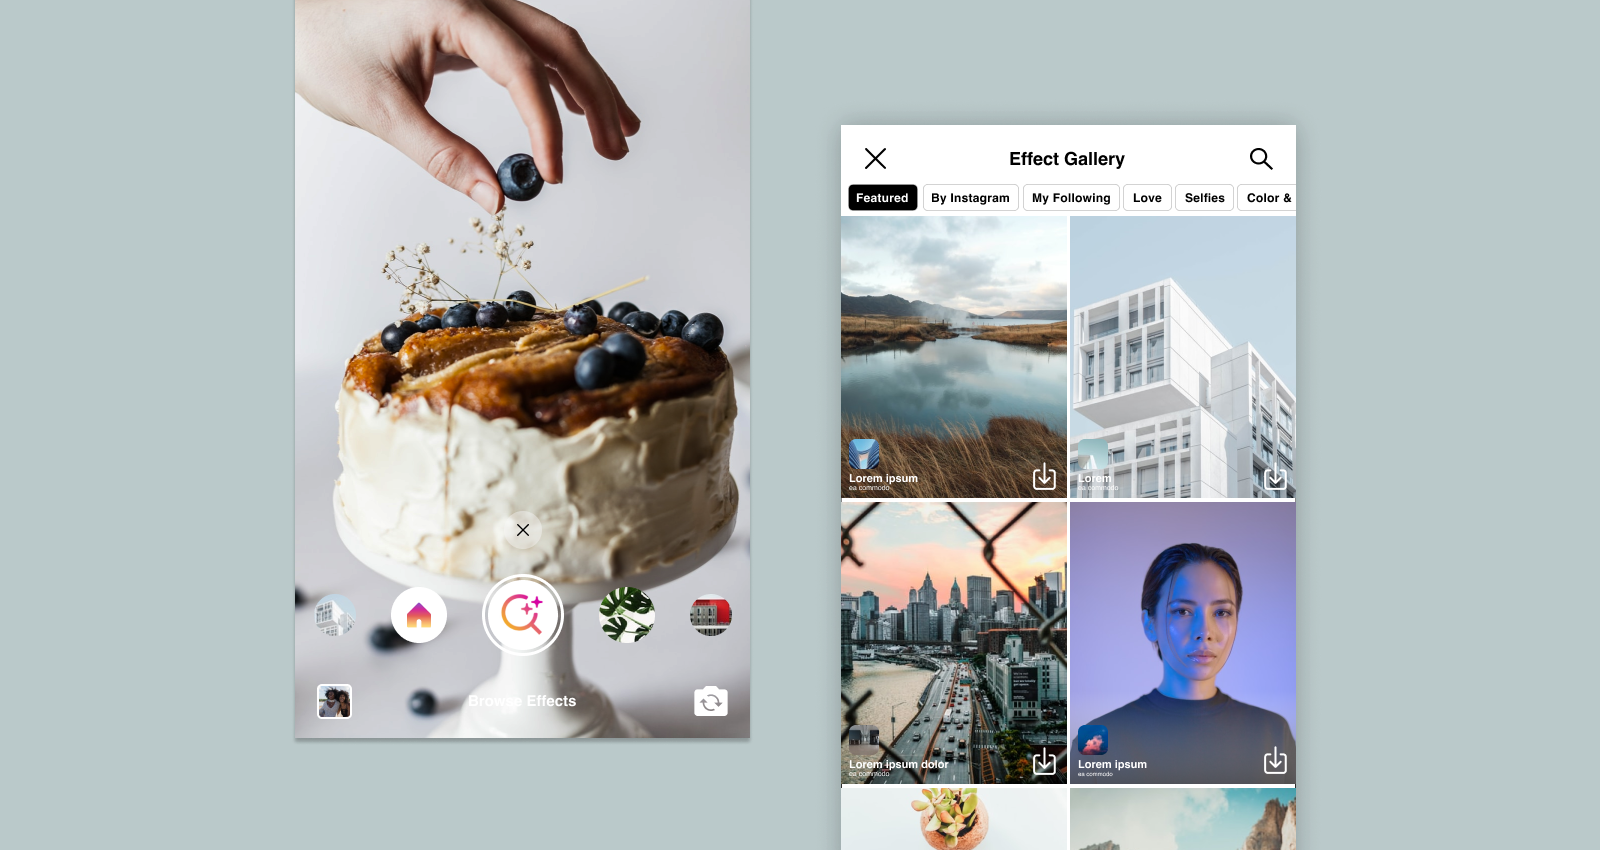 Browse Effects
Effect Gallery
Featured
By Instagram
My Following
Love
Selfies
Color &
Lorem ipsum
ea commodo
Lorem
ea commodo
Lorem ipsum dolor
ea commodo
Lorem ipsum
ea commodo